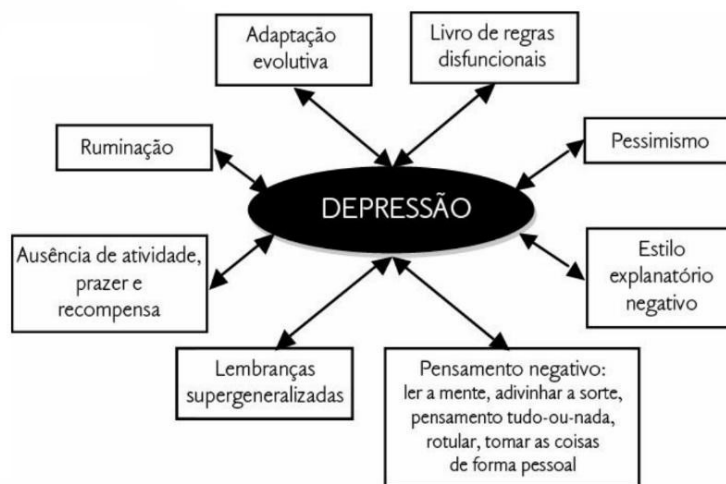 Adaptação
evolutiva
Livro de regras
disfuncionais
Ruminação
Pessimismo
DEPRESSÃO
Ausência de atividade,
prazer e
recompensa
Estilo
explanatório
negativo
Lembranças
supergeneralizadas
Pensamento negativo:
ler a mente, adivinhar a sorte,
pensamento tudo-ou-nada,
rotular, tomar as coisas
de forma pessoal